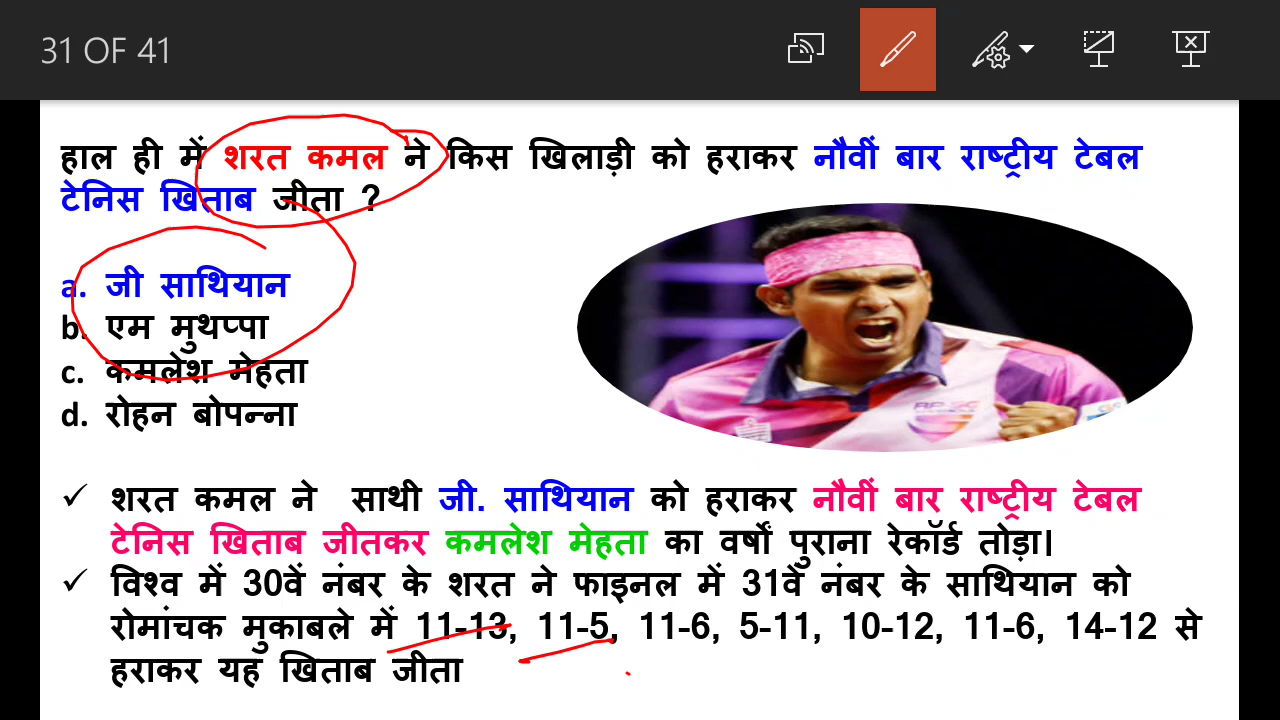 31 OF 41
हाल ही में शरत कमल ने किस खिलाड़ी को हराकर नौवीं बार राष्ट्रीय टेबल
टेनिस खिताब जीता ?
a. जी साथियान
b. एम मुथप्पा
c. कमलेश मेहता
d. रोहन बोपन्ना
✓ शरत कमल ने साथी जी. साथियान को हराकर नौवीं बार राष्ट्रीय टेबल
टेनिस खिताब जीतकर कमलेश मेहता का वर्षों पुराना रेकॉर्ड तोड़ा।
✓ विश्व में 30वें नंबर के शरत ने फाइनल में 31वें नंबर के साथियान को
रोमांचक मुकाबले में 11-13, 11-5, 11-6, 5-11, 10-12, 11-6, 14-12 से
हराकर यह खिताब जीता